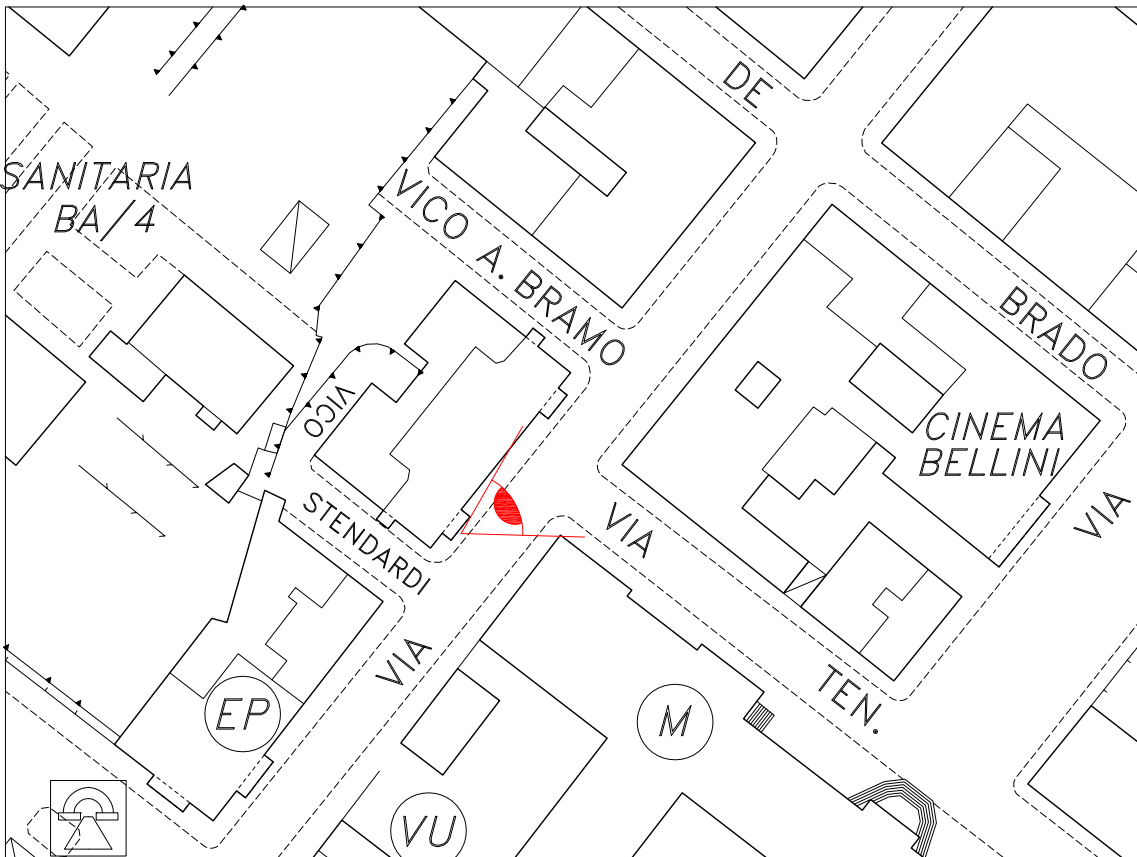 DE
SANITARIA
BA/4
VICO A. BRAMO
BRADO
VICO
CINEMA
BELLINI
STENDARDI
VIA
VIA
VIA
TEN.
EP
M
VU